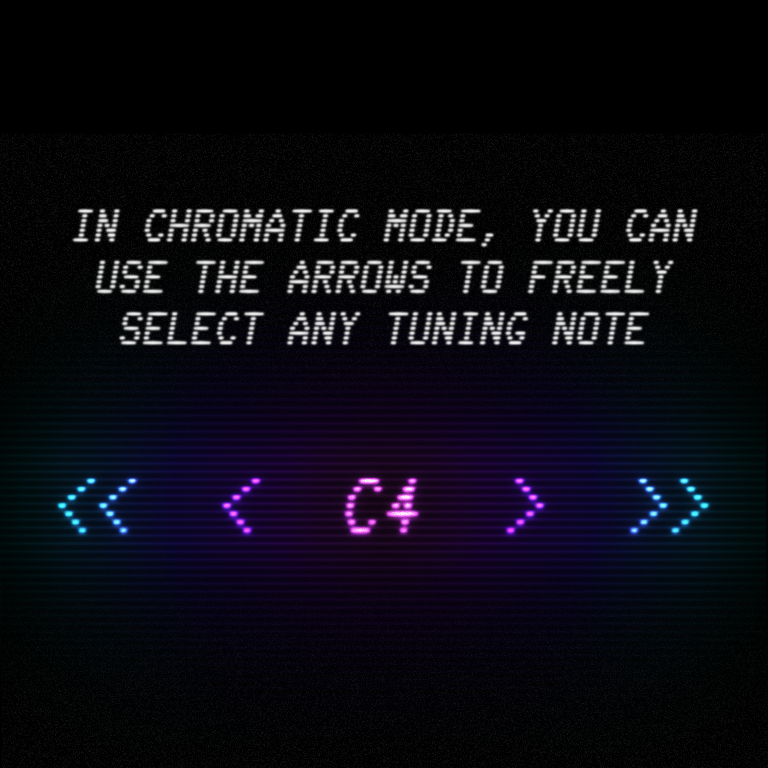 IN CHROMATIC MODE, YOU CAN
USE THE ARROWS TO FREELY
SELECT ANY TUNING NOTE
<< < C4 > >>